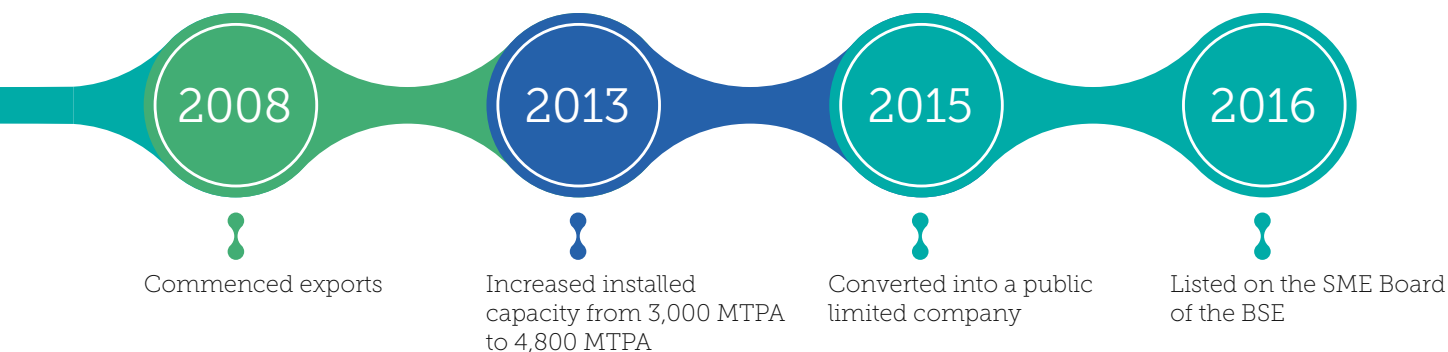 2008
2013
2015
2016
Commenced exports
Increased installed
capacity from 3,000 MTPA
to 4,800 MTPA
Converted into a public
limited company
Listed on the SME Board
of the BSE